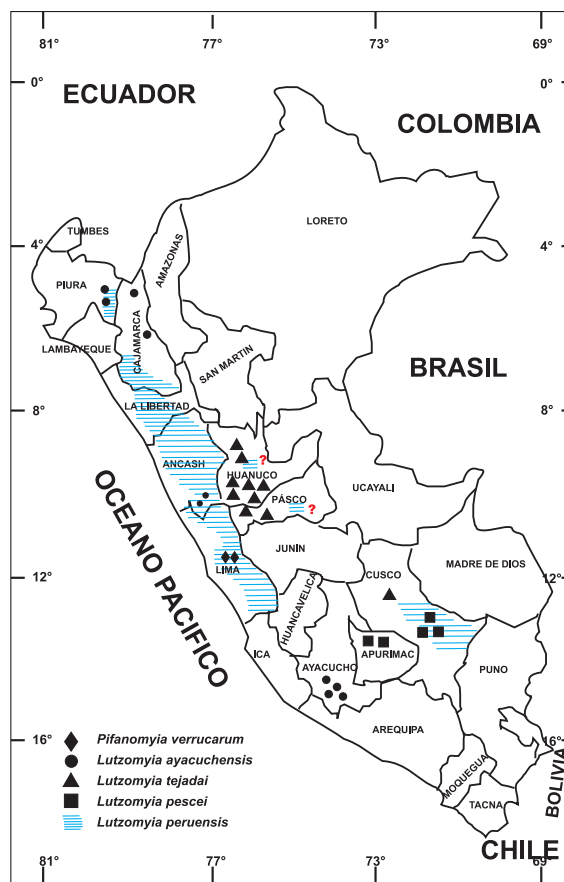 81° 77° 73° 69°
0° 0°
ECUADOR
COLOMBIA
LORETO
TUMBES
4° 4°
AMAZONAS
PIURA
CAJAMARCA
LAMBAYEQUE
SAN MARTIN
BRASIL
LA LIBERTAD
8° 8°
ANCASH
?
HUANUCO
UCAYALI
PÁSCO ?
OCEANO PACIFICO
JUNÍN
LIMA
MADRE DE DIOS
CUSCO
12° 12°
HUANCAVELICA
ICA
APURIMAC
AYACUCHO
PUNO
AREQUIPA
16° 16°
Pifanomyia verrucarum
Lutzomyia ayacuchensis
Lutzomyia tejadai
Lutzomyia pescei
Lutzomyia peruensis
MOQUEGUA
BOLIVIA
TACNA
CHILE
81° 77° 73° 69°